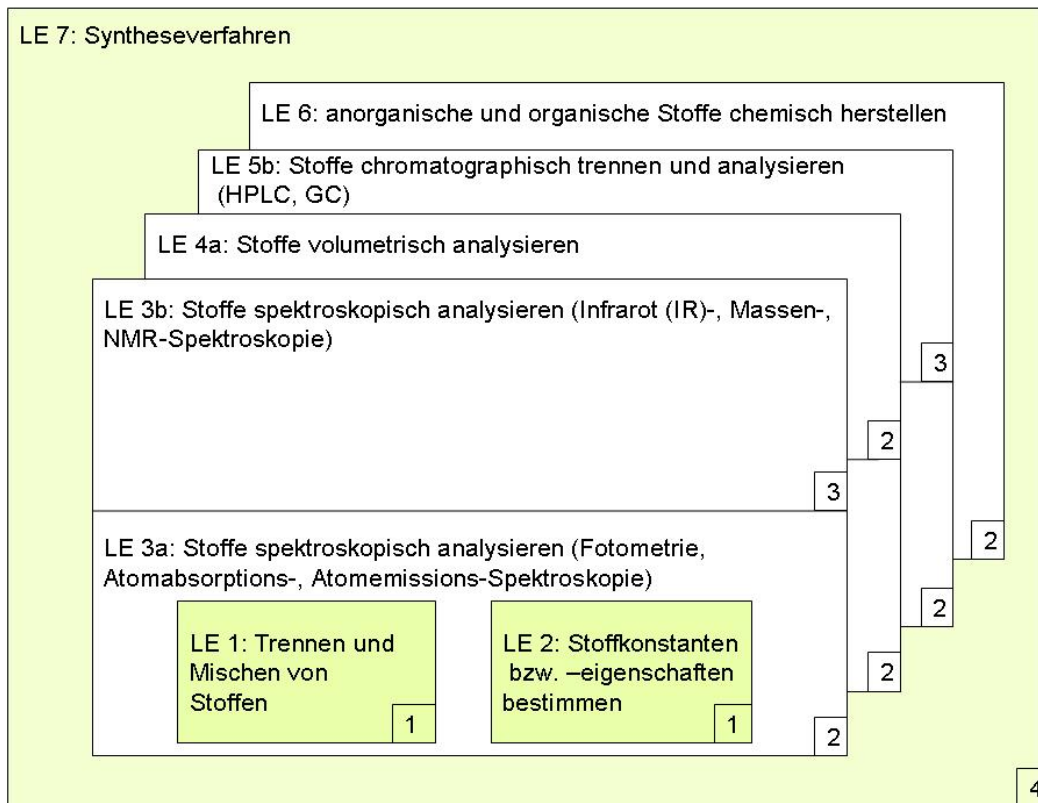 LE 7: Syntheseverfahren
LE 6: anorganische und organische Stoffe chemisch herstellen
LE 5b: Stoffe chromatographisch trennen und analysieren
(HPLC, GC)
LE 4a: Stoffe volumetrisch analysieren
LE 3b: Stoffe spektroskopisch analysieren (Infrarot (IR)-, Massen-,
NMR-Spektroskopie)
3
2
3
LE 3a: Stoffe spektroskopisch analysieren (Fotometrie,
Atomabsorptions-, Atomemissions-Spektroskopie)
2
2
LE 1: Trennen und
Mischen von
Stoffen
1
LE 2: Stoffkonstanten
bzw. –eigenschaften
bestimmen
1
2
2
4